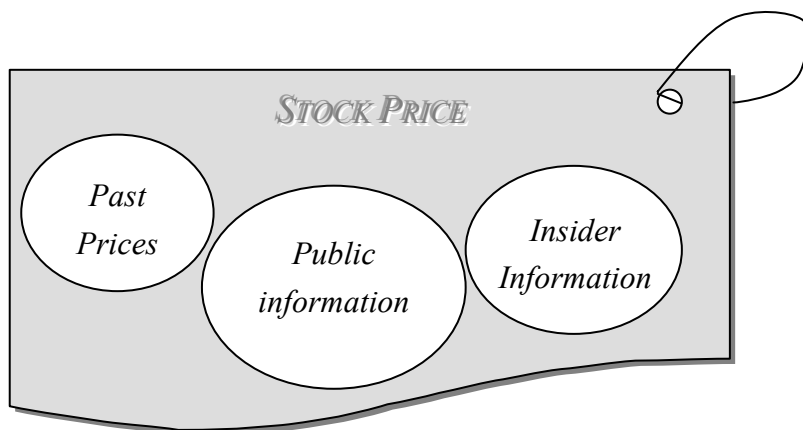 STOCK PRICE
Past
Prices
Public
information
Insider
Information